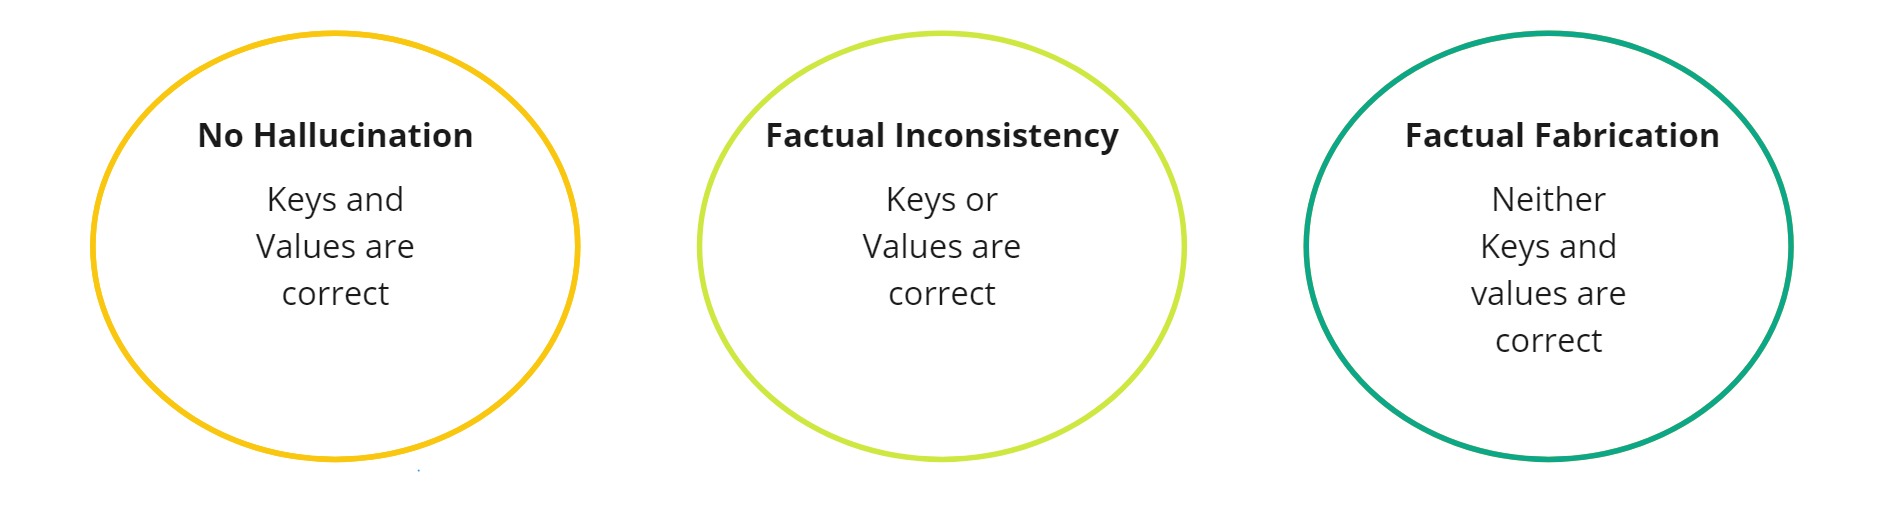 No Hallucination
Keys and
Values are
correct
Factual Inconsistency
Keys or
Values are
correct
Factual Fabrication
Neither
Keys and
values are
correct